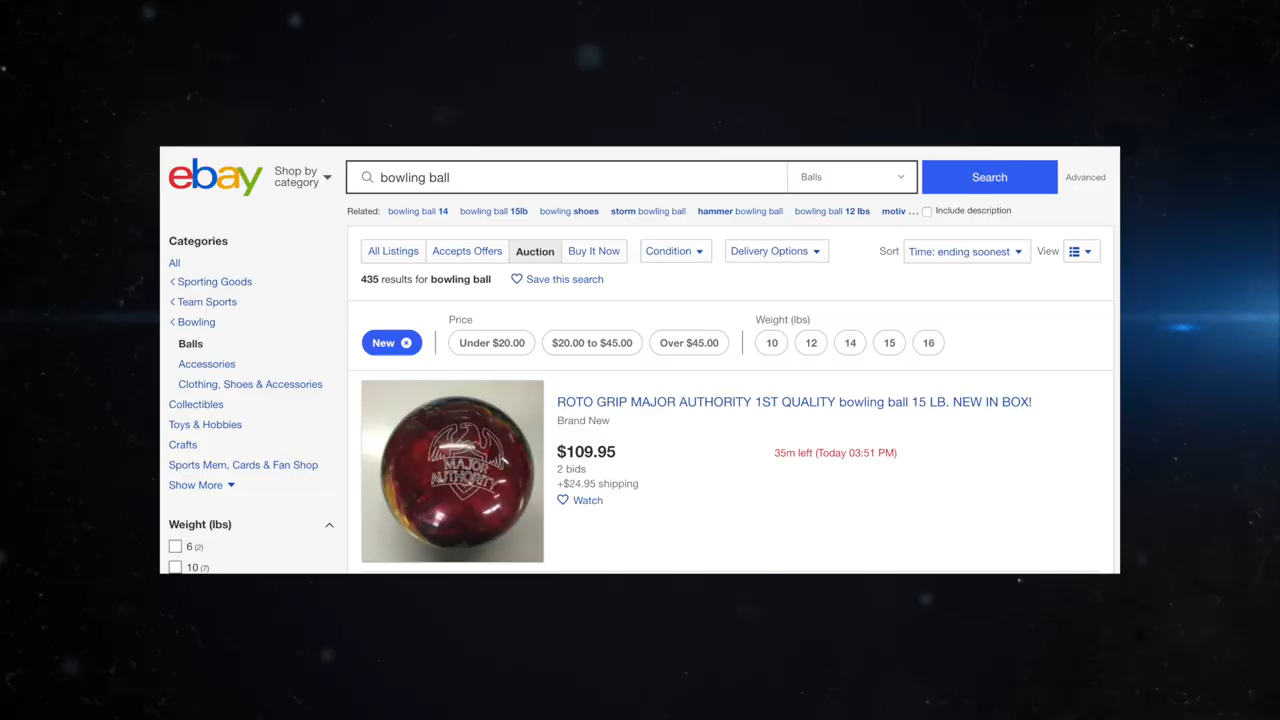 ebay
Shop by
category
bowling ball
Balls
Search
Advanced
Related: bowling ball 14 bowling ball 15lb bowling shoes storm bowling ball hammer bowling ball bowling ball 12 lbs motiv ... Include description
Categories
All
Sporting Goods
Team Sports
Bowling
Balls
Accessories
Clothing, Shoes & Accessories
Collectibles
Toys & Hobbies
Crafts
Sports Mem, Cards & Fan Shop
Show More
Weight (lbs)
6 (2)
10 (7)
All Listings Accepts Offers Auction Buy It Now Condition Delivery Options Sort Time: ending soonest View
435 results for bowling ball Save this search
Price
Weight (lbs)
New Under $20.00 $20.00 to $45.00 Over $45.00 10 12 14 15 16
MAJOR
AUTHORITY
ROTO GRIP MAJOR AUTHORITY 1ST QUALITY bowling ball 15 LB. NEW IN BOX!
Brand New
$109.95
35m left (Today 03:51 PM)
2 bids
+$24.95 shipping
Watch